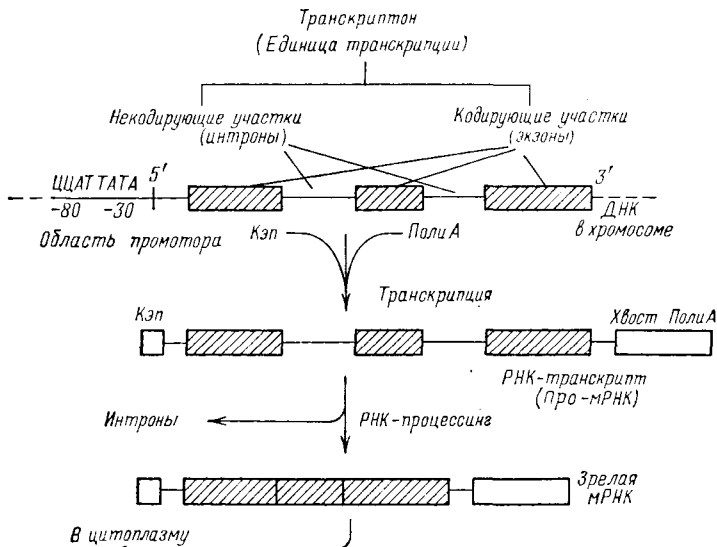 Транскриптон
(Единица транскрипции)
Некодирующие участки
(интроны)
Кодирующие участки
(экзоны)
ЦЦАТ ТАТА 5'
3'
-80 -30
ДНК
в хромосоме
Область промотора
Кэп
Поли А
Транскрипция
Кэп
Хвост Поли А
РНК-транскрипт
(Про-мРНК)
Интроны
РНК-процессинг
Зрелая
мРНК
В цитоплазму